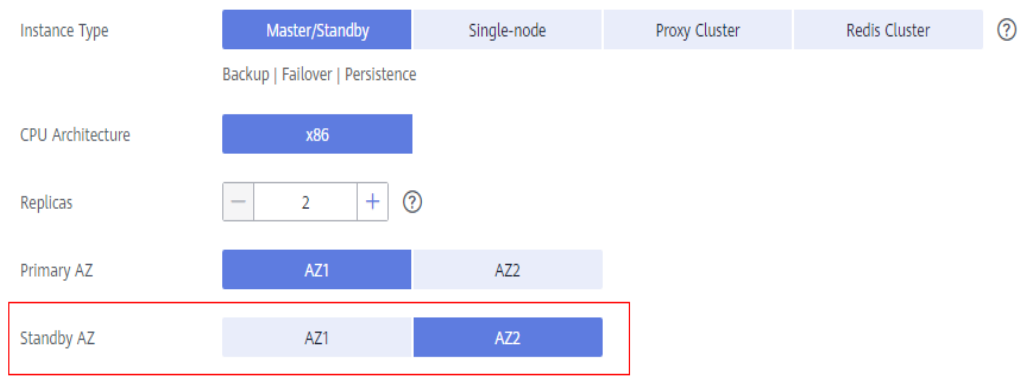 Instance Type Master/Standby Single-node Proxy Cluster Redis Cluster ?
Backup | Failover | Persistence
CPU Architecture x86
Replicas − 2 + ?
Primary AZ AZ1 AZ2
Standby AZ AZ1 AZ2